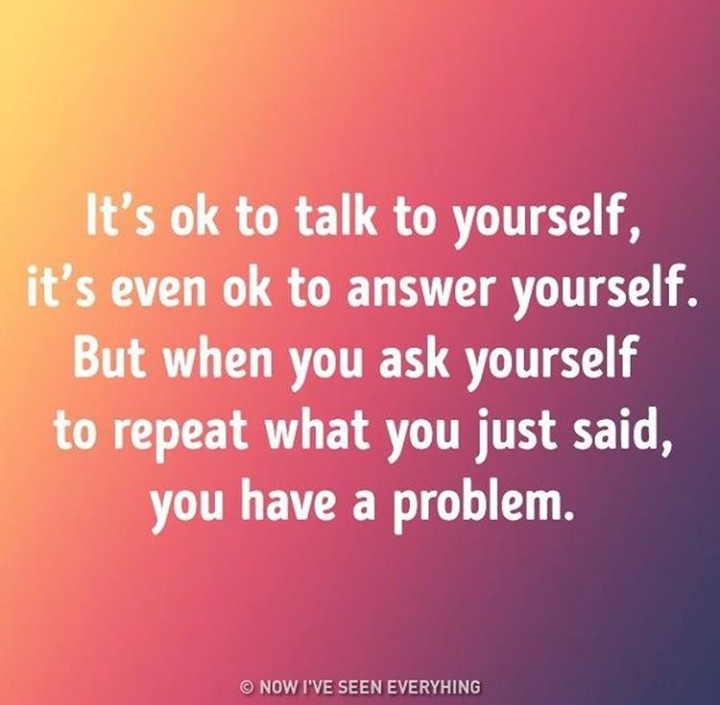 It's ok to talk to yourself,
it's even ok to answer yourself.
But when you ask yourself
to repeat what you just said,
you have a problem.
© NOW I'VE SEEN EVERYHING